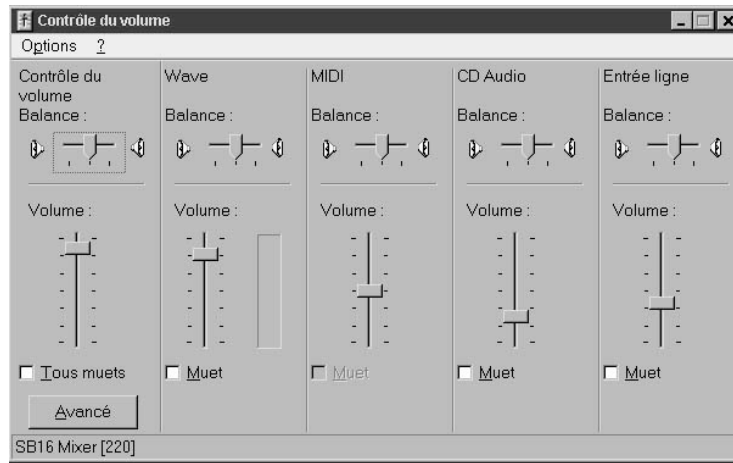 Contrôle du volume
Options ?
Contrôle du volume
Balance :
Volume :
Tous muets
Avancé
Wave
Balance :
Volume :
Muet
MIDI
Balance :
Volume :
Muet
CD Audio
Balance :
Volume :
Muet
Entrée ligne
Balance :
Volume :
Muet
SB16 Mixer [220]